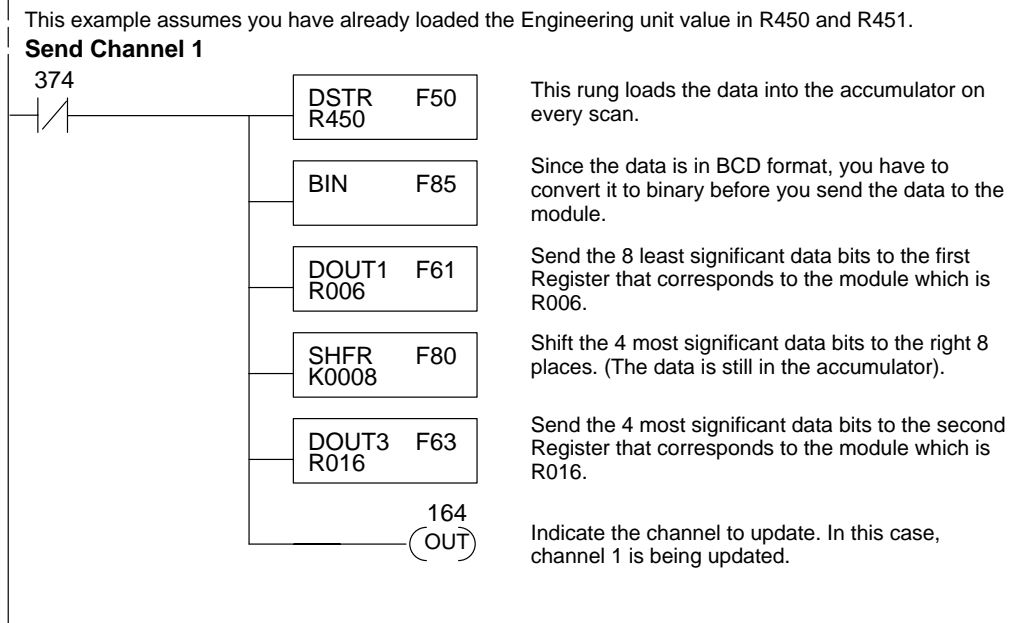 This example assumes you have already loaded the Engineering unit value in R450 and R451.
Send Channel 1
374
DSTR F50
R450
This rung loads the data into the accumulator on
every scan.
BIN F85
Since the data is in BCD format, you have to
convert it to binary before you send the data to the
module.
DOUT1 F61
R006
Send the 8 least significant data bits to the first
Register that corresponds to the module which is
R006.
SHFR F80
K0008
Shift the 4 most significant data bits to the right 8
places. (The data is still in the accumulator).
DOUT3 F63
R016
Send the 4 most significant data bits to the second
Register that corresponds to the module which is
R016.
164
OUT
Indicate the channel to update. In this case,
channel 1 is being updated.